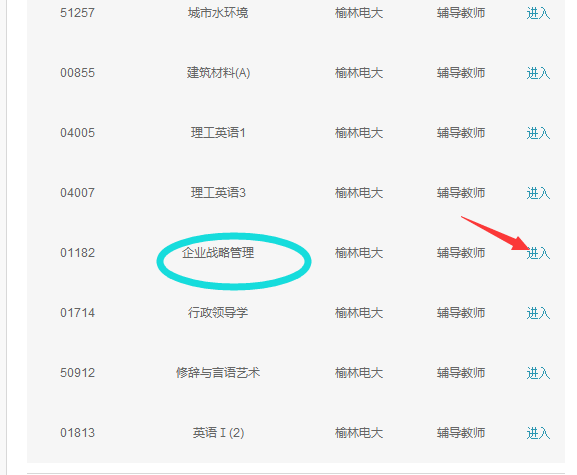 51257 城市水环境 榆林电大 辅导教师 进入
00855 建筑材料(A) 榆林电大 辅导教师 进入
04005 理工英语1 榆林电大 辅导教师 进入
04007 理工英语3 榆林电大 辅导教师 进入
01182 企业战略管理 榆林电大 辅导教师 进入
01714 行政领导学 榆林电大 辅导教师 进入
50912 修辞与言语艺术 榆林电大 辅导教师 进入
01813 英语 I (2) 榆林电大 辅导教师 进入